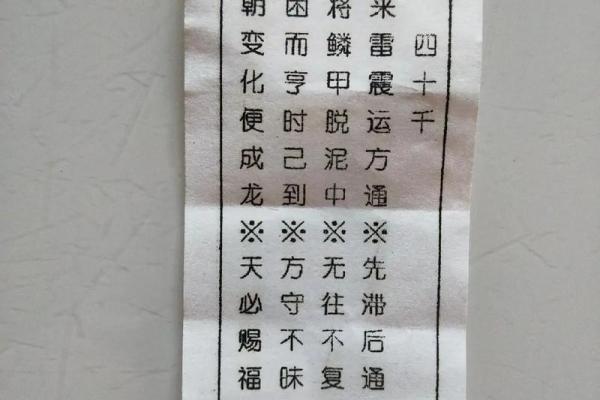 四十千
来雷震运方通※先滞后通
将鳞甲脱泥中※无往不复
困而亨时己到※方守不昧
朝变化便成龙※天必赐福